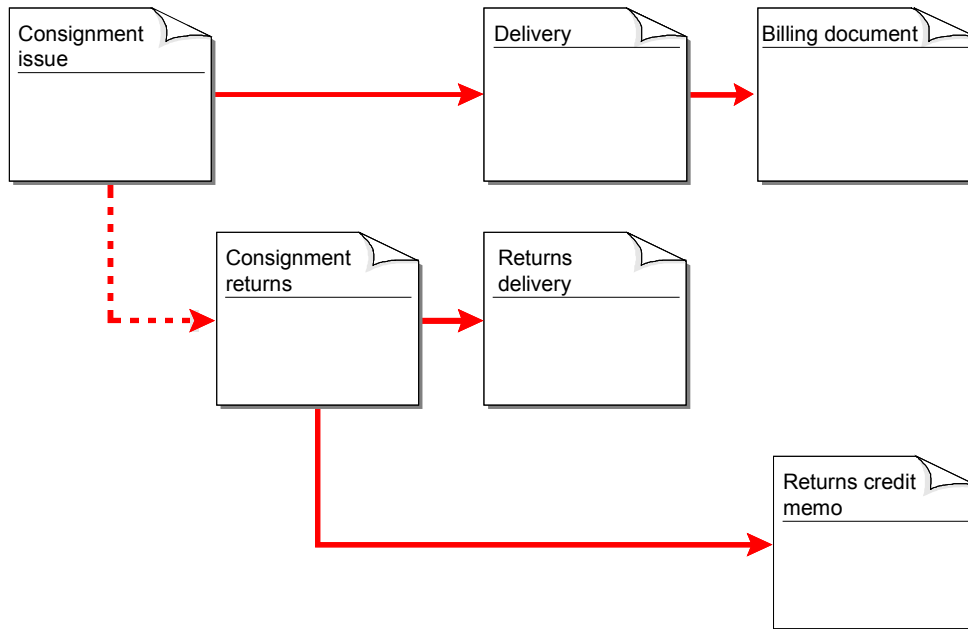 Consignment
issue
Delivery
Billing document
Consignment
returns
Returns
delivery
Returns credit
memo